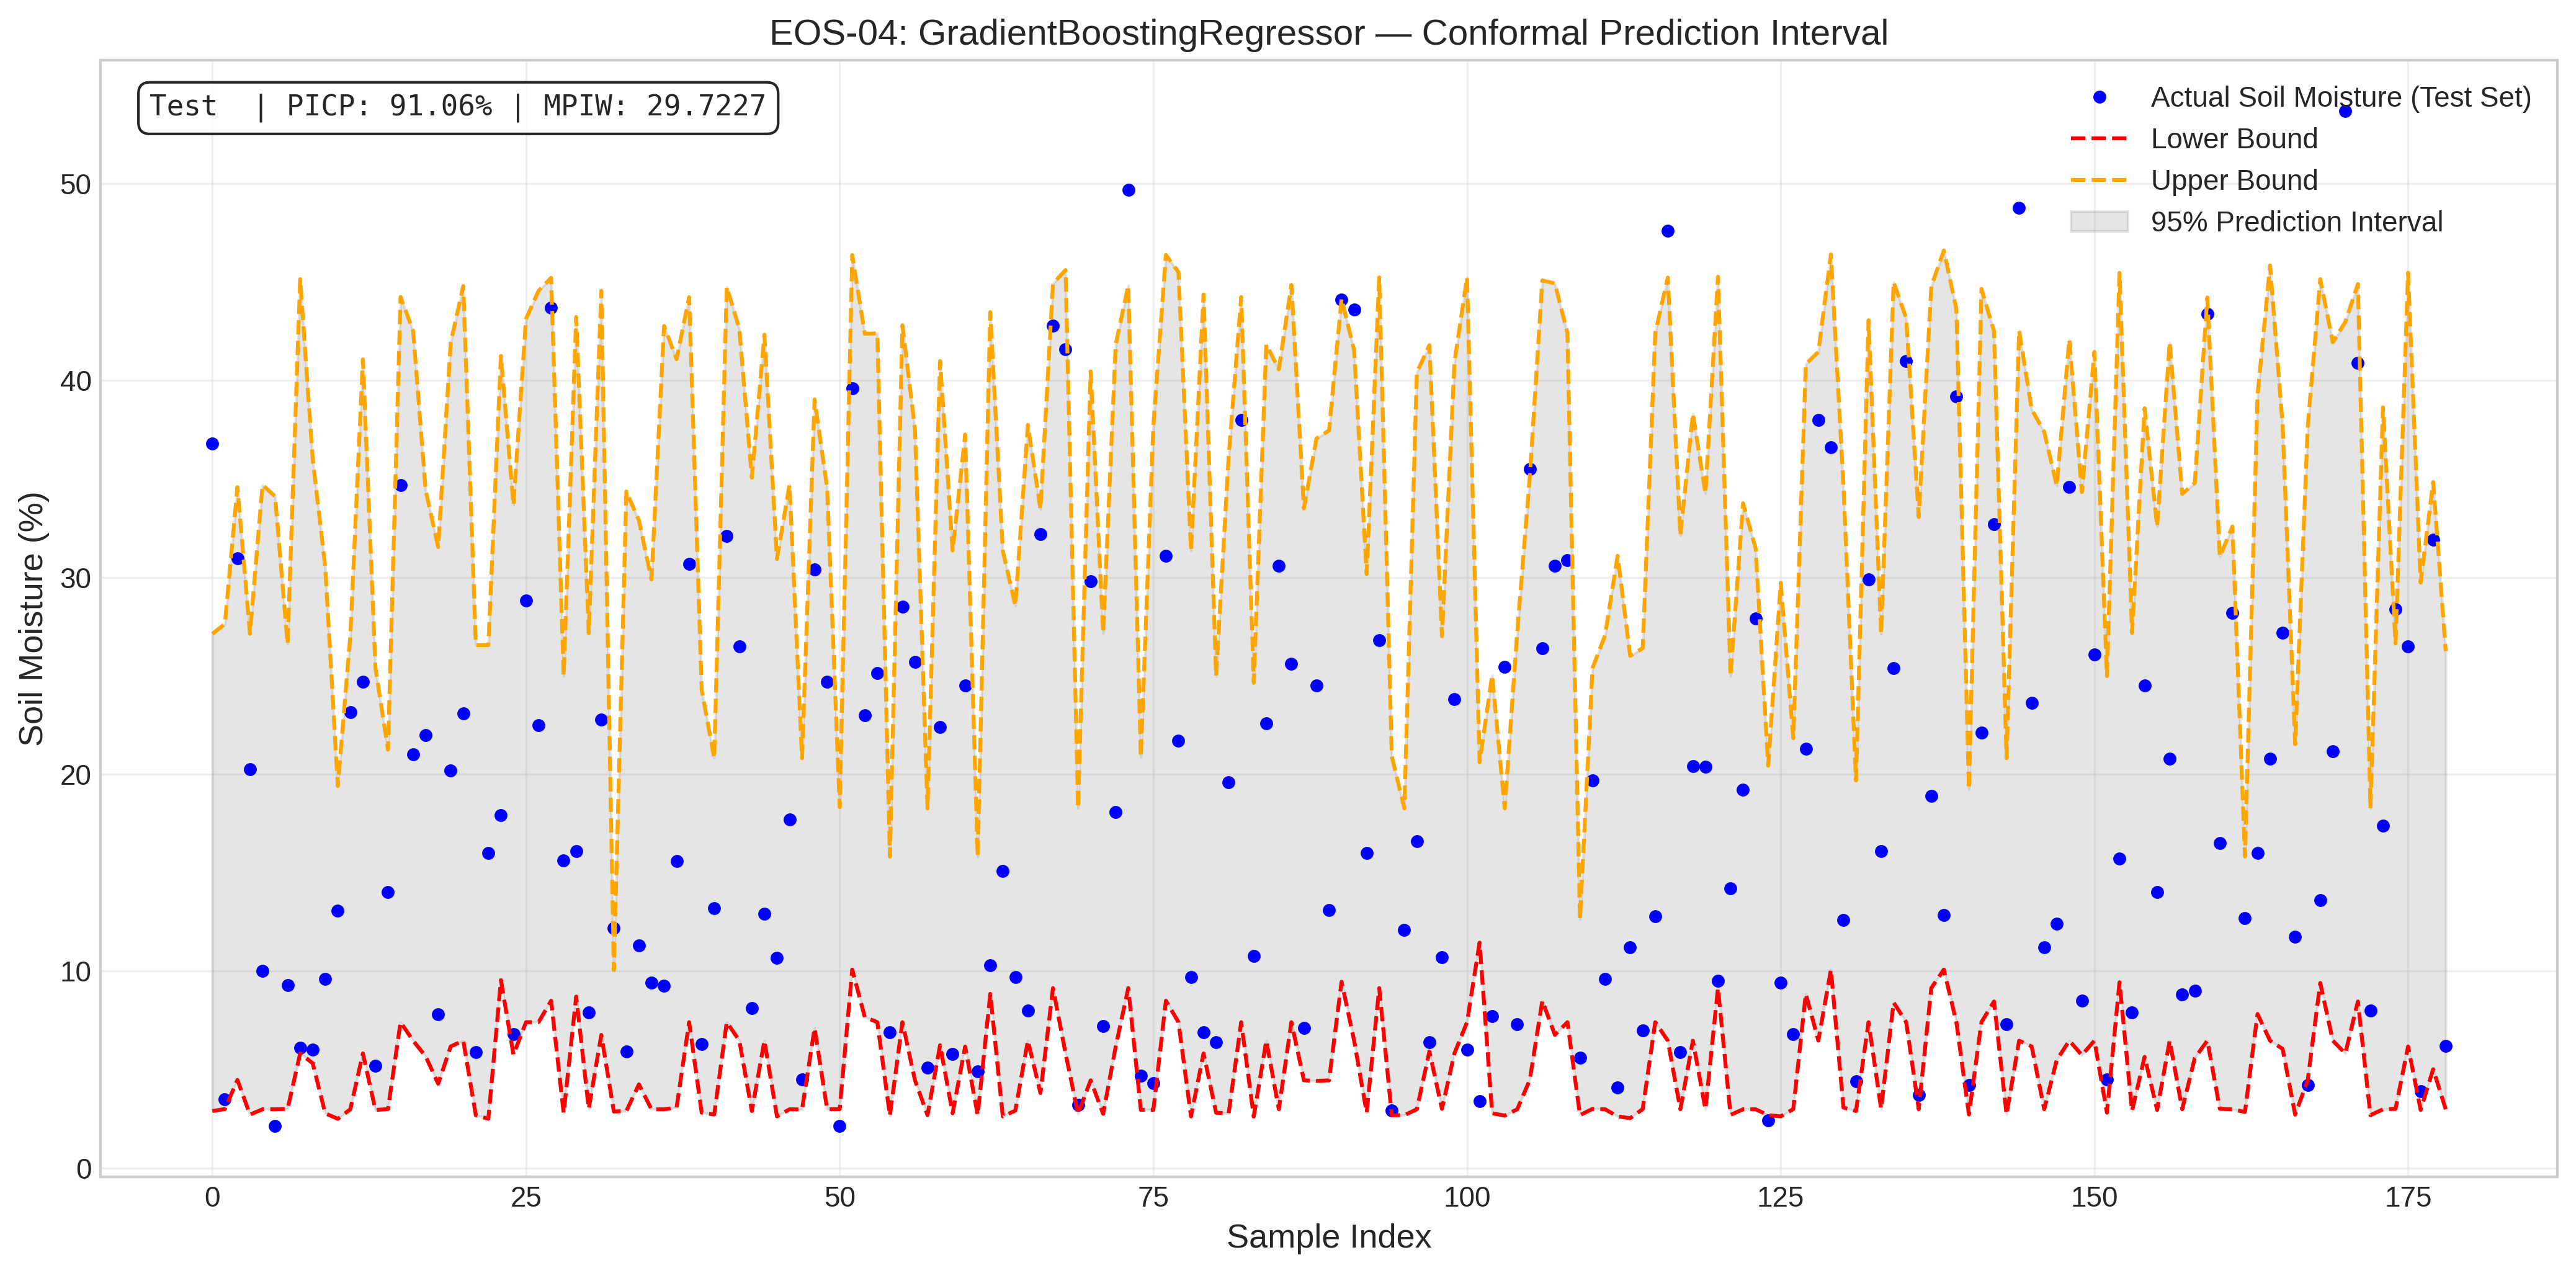 EOS-04: GradientBoostingRegressor — Conformal Prediction Interval
Test  | PICP: 91.06% | MPIW: 29.7227
Actual Soil Moisture (Test Set)
Lower Bound
Upper Bound
95% Prediction Interval
Soil Moisture (%)
50
40
30
20
10
0
0 25 50 75 100 125 150 175
Sample Index